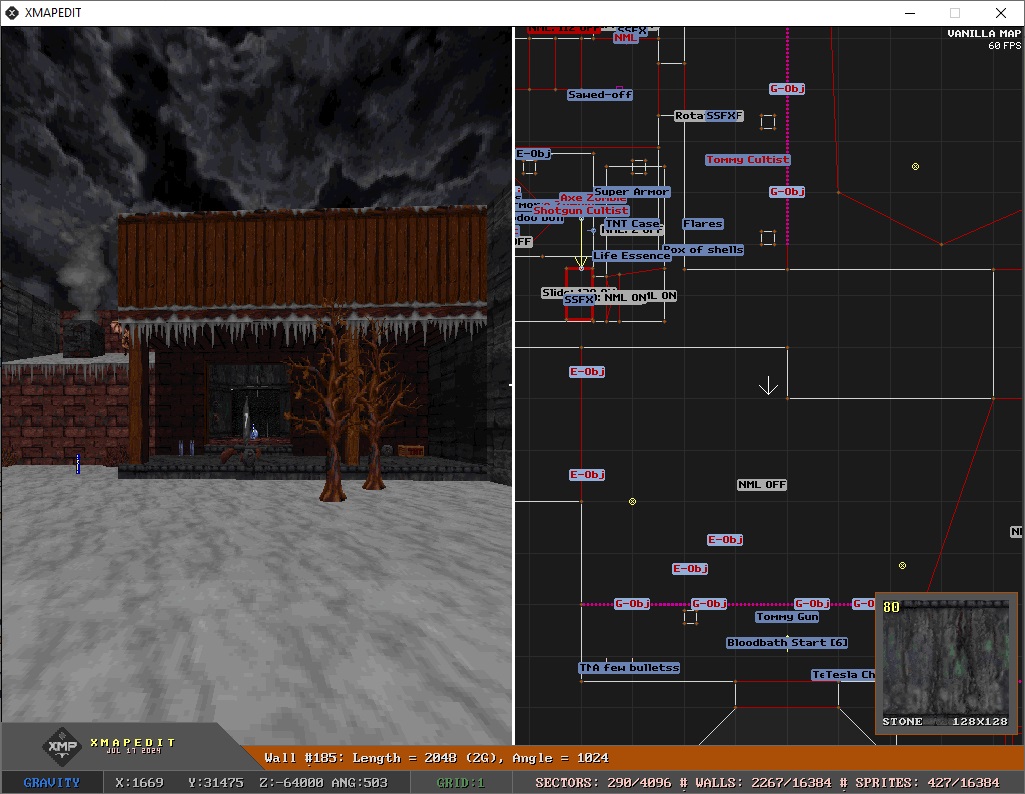 XMAPEDIT
VANILLA MAP
60 FPS
SSFX
NML
G-Obj
Sawed-off
Rota SSFXF
E-Obj
Tommy Cultist
G-Obj
Super Armor
Axe Zombie
Shotgun Cultist
TNT Case
Flares
OFF
Life Essence
Box of shells
SSFX
NML ON
ON
E-Obj
E-Obj
NML OFF
E-Obj
E-Obj
G-Obj
G-Obj
G-Obj
G-O
80
Tommy Gun
Bloodbath Start [6]
A few bulletss
Tesla Ch
STONE 128X128
XMP XMAPEDIT
JUL 17 2024
Wall #185: Length = 2048 (2G), Angle = 1024
GRAVITY X:1669 Y:31475 Z:-64000 ANG:503 GRID:1 SECTORS: 290/4096 # WALLS: 2267/16384 # SPRITES: 427/16384